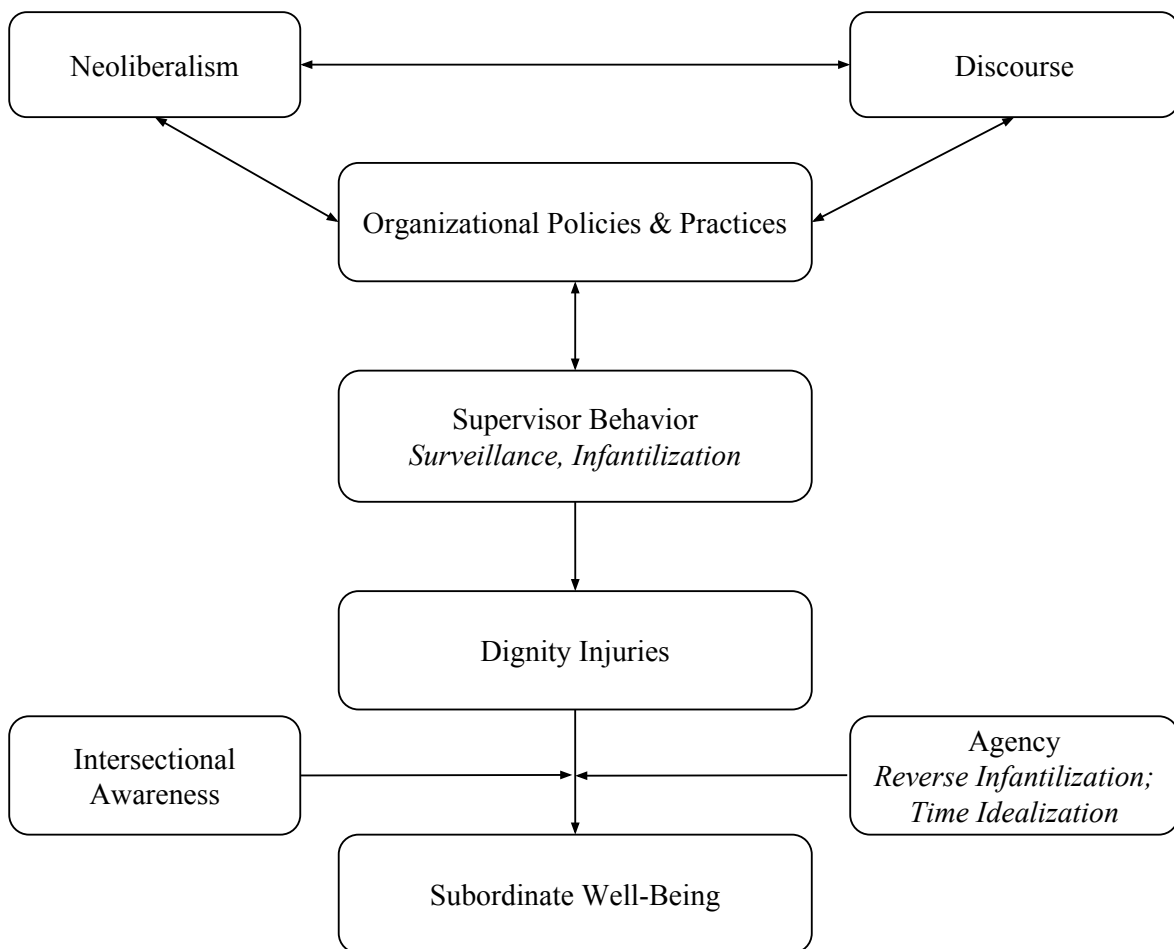 Neoliberalism
Discourse
Organizational Policies & Practices
Supervisor Behavior
Surveillance, Infantilization
Dignity Injuries
Intersectional
Awareness
Agency
Reverse Infantilization;
Time Idealization
Subordinate Well-Being